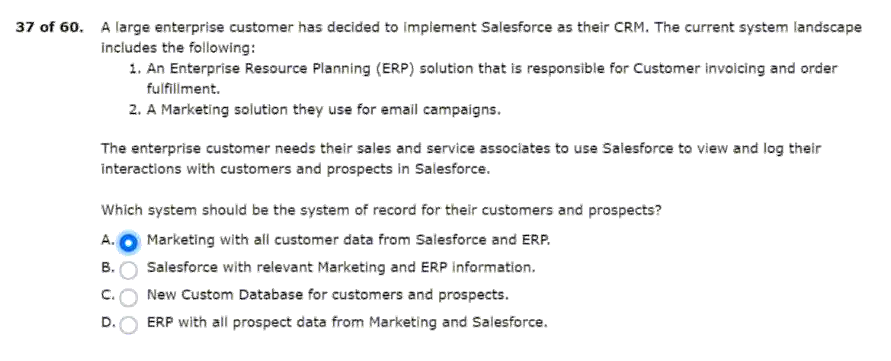 37 of 60. A large enterprise customer has decided to implement Salesforce as their CRM. The current system landscape
includes the following:
1. An Enterprise Resource Planning (ERP) solution that is responsible for Customer invoicing and order
fulfillment.
2. A Marketing solution they use for email campaigns.
The enterprise customer needs their sales and service associates to use Salesforce to view and log their
interactions with customers and prospects in Salesforce.
Which system should be the system of record for their customers and prospects?
A. Marketing with all customer data from Salesforce and ERP.
B. Salesforce with relevant Marketing and ERP information.
C. New Custom Database for customers and prospects.
D. ERP with all prospect data from Marketing and Salesforce.